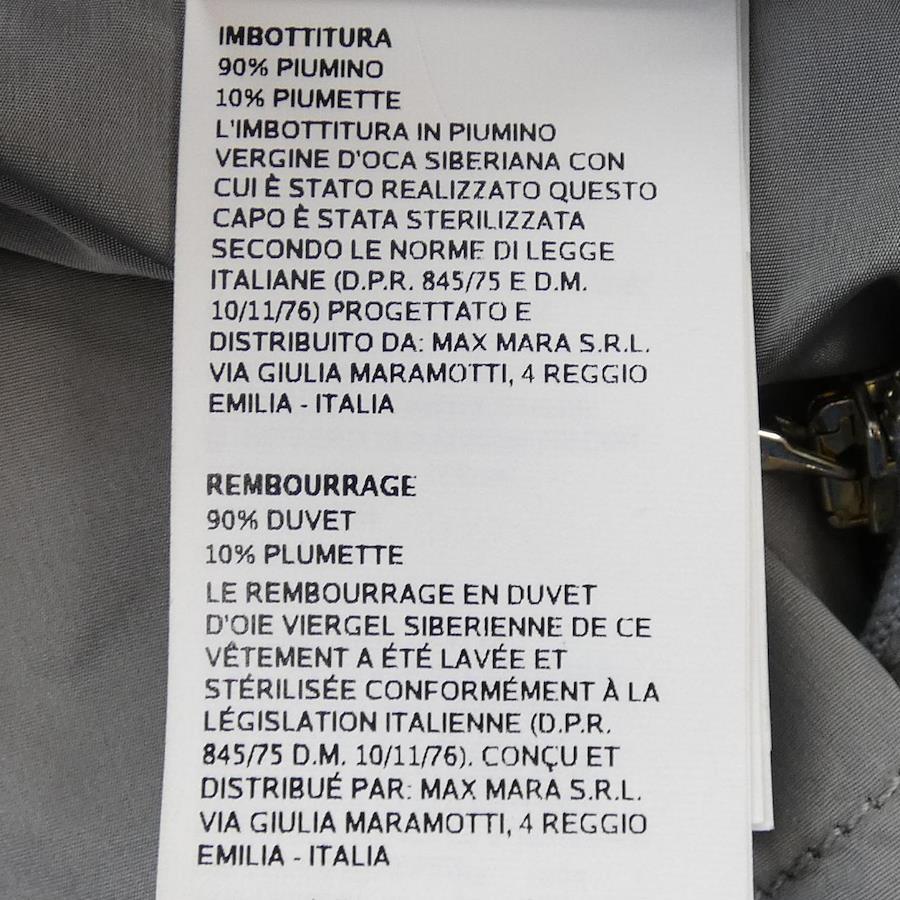 IMBOTTITURA
90% PIUMINO
10% PIUMETTE
L'IMBOTTITURA IN PIUMINO
VERGINE D'OCA SIBERIANA CON
CUI È STATO REALIZZATO QUESTO
CAPO È STATA STERILIZZATA
SECONDO LE NORME DI LEGGE
ITALIANE (D.P.R. 845/75 E D.M.
10/11/76) PROGETTATO E
DISTRIBUITO DA: MAX MARA S.R.L.
VIA GIULIA MARAMOTTI, 4 REGGIO
EMILIA - ITALIA
REMBOURRAGE
90% DUVET
10% PLUMETTE
LE REMBOURRAGE EN DUVET
D'OIE VIERGEL SIBERIENNE DE CE
VÊTEMENT A ÉTÉ LAVÉE ET
STÉRILISÉE CONFORMÉMENT À LA
LÉGISLATION ITALIENNE (D.P.R.
845/75 D.M. 10/11/76). CONÇU ET
DISTRIBUÉ PAR: MAX MARA S.R.L.
VIA GIULIA MARAMOTTI, 4 REGGIO
EMILIA - ITALIA